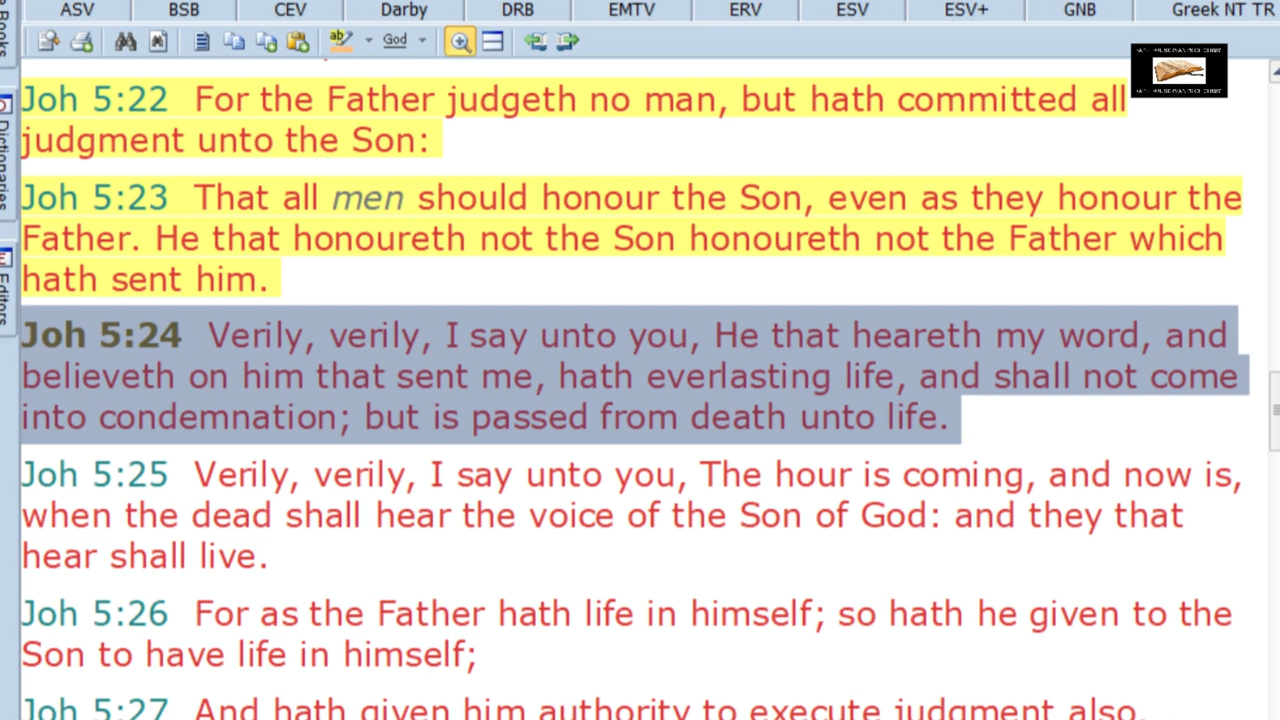 ASV BSB CEV Darby DRB EMTV ERV ESV ESV+ GNB Greek NT TR
God
Books
Dictionaries
Editors
Joh 5:22 For the Father judgeth no man, but hath committed all
judgment unto the Son:
Joh 5:23 That all men should honour the Son, even as they honour the
Father. He that honoureth not the Son honoureth not the Father which
hath sent him.
Joh 5:24 Verily, verily, I say unto you, He that heareth my word, and
believeth on him that sent me, hath everlasting life, and shall not come
into condemnation; but is passed from death unto life.
Joh 5:25 Verily, verily, I say unto you, The hour is coming, and now is,
when the dead shall hear the voice of the Son of God: and they that
hear shall live.
Joh 5:26 For as the Father hath life in himself; so hath he given to the
Son to have life in himself;
Joh 5:27 And hath given him authority to execute judgment also,